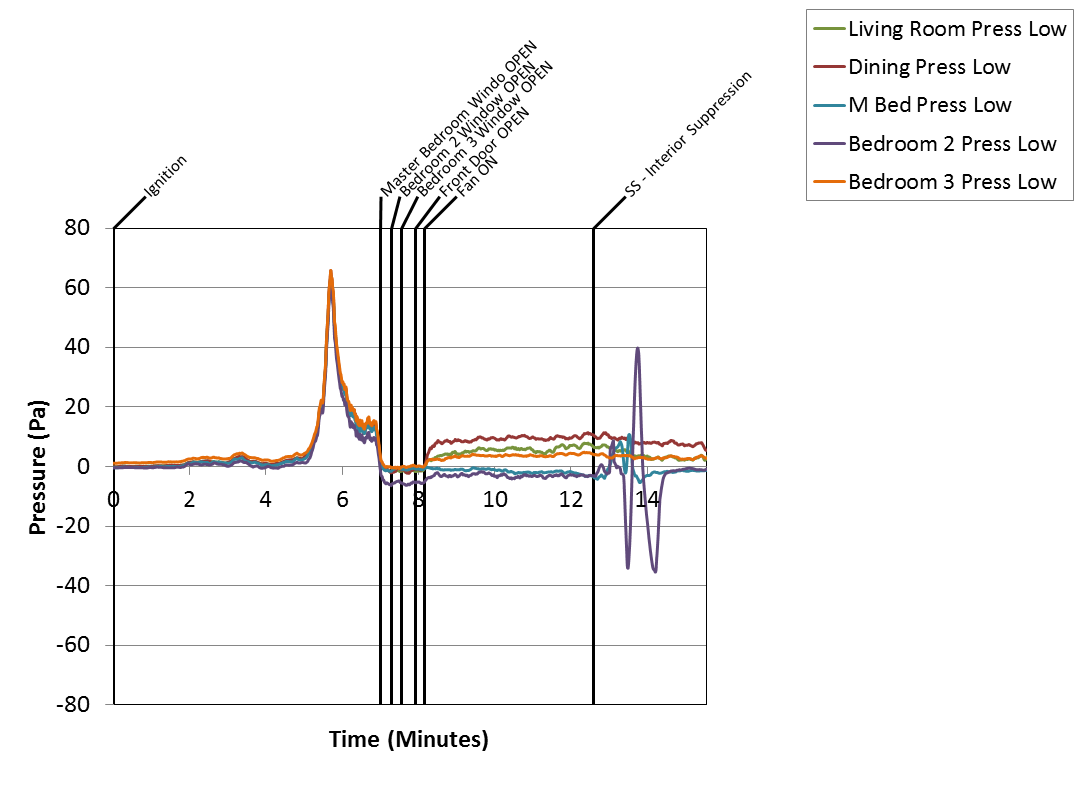 Living Room Press Low
Dining Press Low
M Bed Press Low
Bedroom 2 Press Low
Bedroom 3 Press Low
Ignition
Master Bedroom Windo OPEN
Bedroom 2 Window OPEN
Bedroom 3 Window OPEN
Front Door OPEN
Fan ON
SS - Interior Suppression
80
60
40
20
0
-20
-40
-60
-80
Pressure (Pa)
0 2 4 6 8 10 12 14
Time (Minutes)